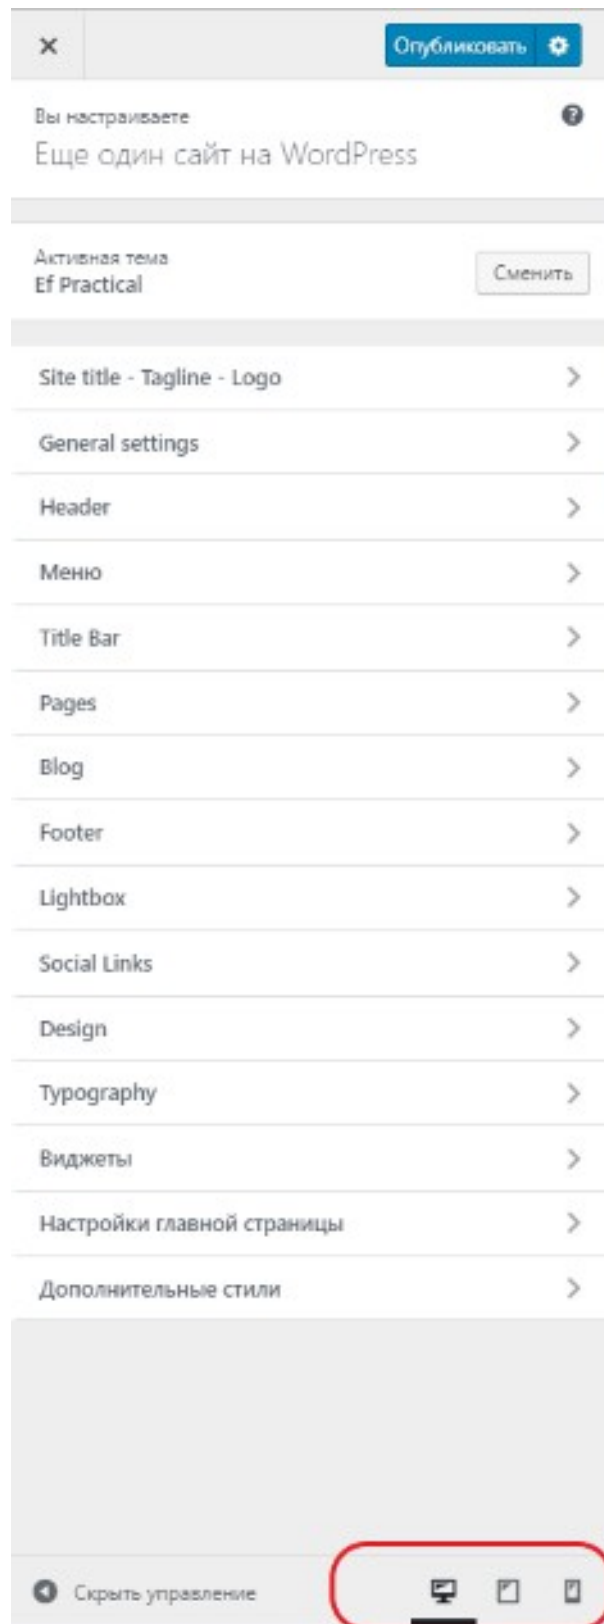 Опубликовать
Вы настраиваете
Еще один сайт на WordPress
Активная тема
Ef Practical
Сменить
Site title - Tagline - Logo
General settings
Header
Меню
Title Bar
Pages
Blog
Footer
Lightbox
Social Links
Design
Typography
Виджеты
Настройки главной страницы
Дополнительные стили
Скрыть управление